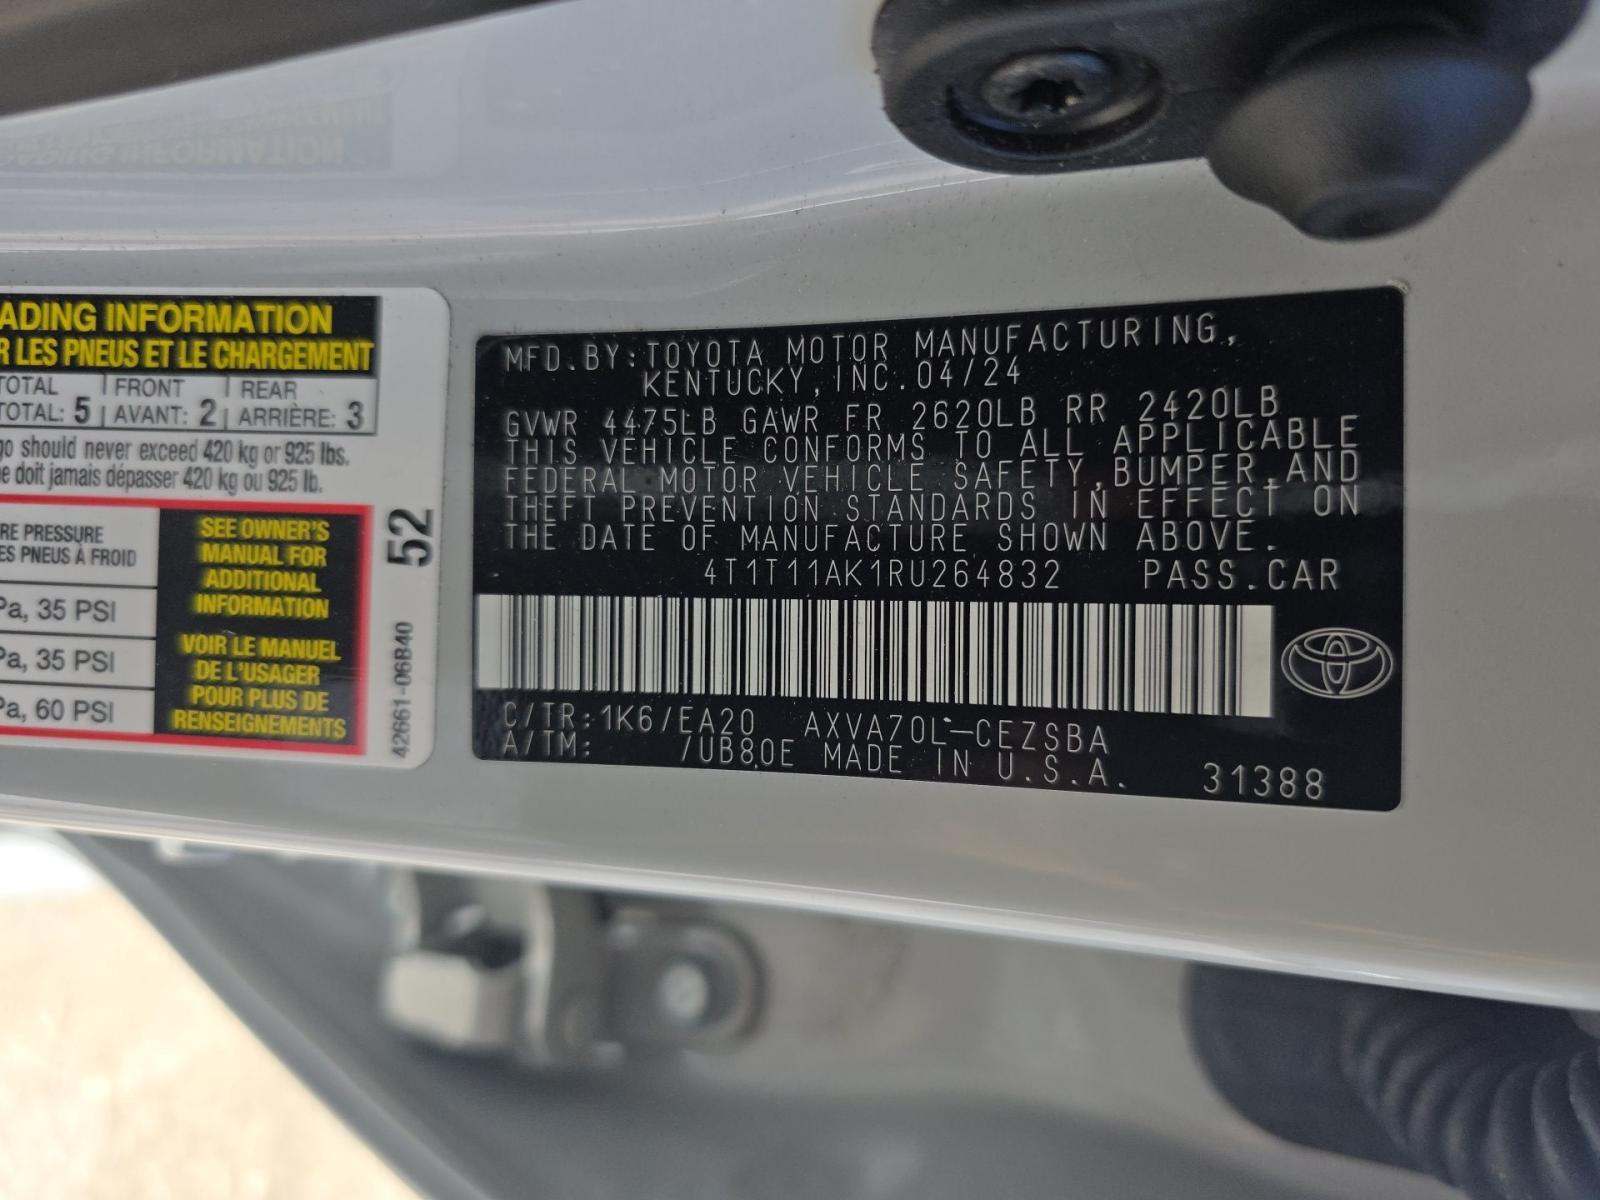 ADING INFORMATION
R LES PNEUS ET LE CHARGEMENT
TOTAL FRONT REAR
TOTAL: 5 AVANT: 2 ARRIÈRE: 3
go should never exceed 420 kg or 925 lbs.
ne doit jamais dépasser 420 kg ou 925 lb.
RE PRESSURE
ES PNEUS À FROID
Pa, 35 PSI
Pa, 35 PSI
Pa, 60 PSI
SEE OWNER'S
MANUAL FOR
ADDITIONAL
INFORMATION
VOIR LE MANUEL
DE L'USAGER
POUR PLUS DE
RENSEIGNEMENTS
52
42661-06B40
MFD.BY:TOYOTA MOTOR MANUFACTURING,
KENTUCKY,INC.04/24
GVWR 4475LB GAWR FR 2620LB RR 2420LB
THIS VEHICLE CONFORMS TO ALL APPLICABLE
FEDERAL MOTOR VEHICLE SAFETY,BUMPER,AND
THEFT PREVENTION STANDARDS IN EFFECT ON
THE DATE OF MANUFACTURE SHOWN ABOVE.
4T1T11AK1RU264832 PASS.CAR
C/TR:1K6/EA20 AXVA70L-CEZSBA
A/TM: /UB80E MADE IN U.S.A. 31388